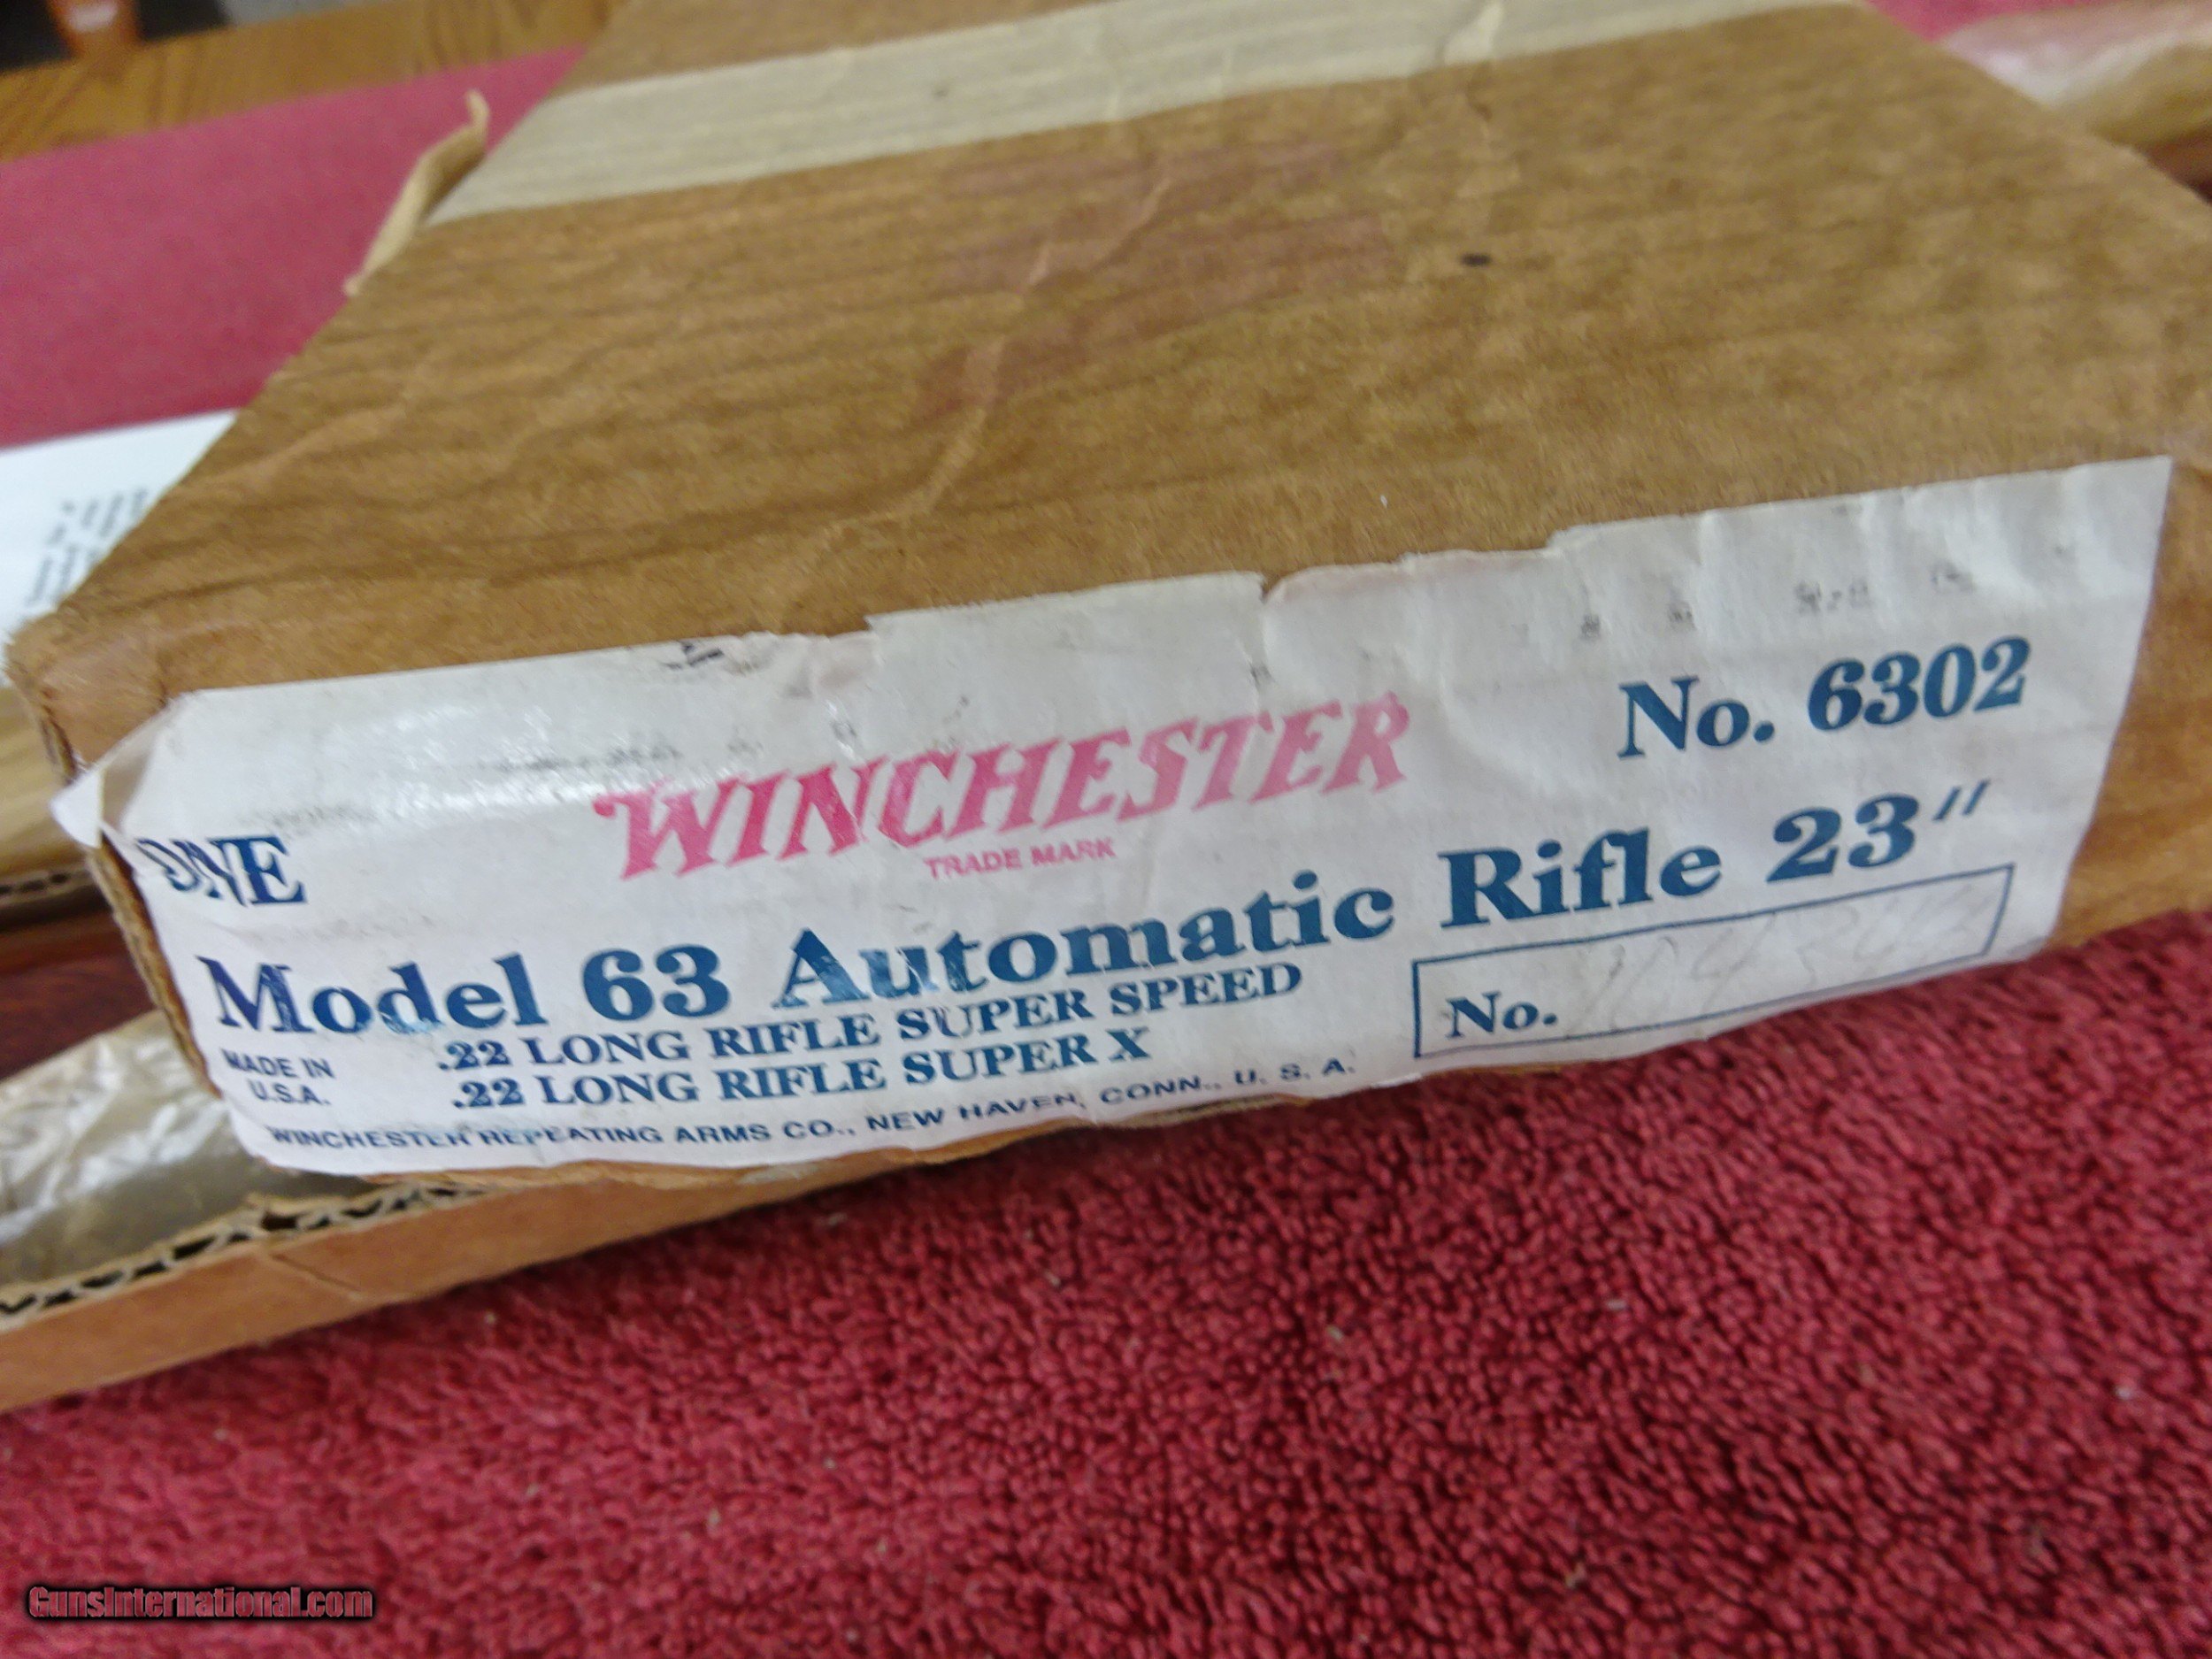 No. 6302
WINCHESTER
TRADE MARK
ONE
Model 63 Automatic Rifle 23"
.22 LONG RIFLE SUPER SPEED
.22 LONG RIFLE SUPER X
MADE IN
U.S.A.
No.
WINCHESTER REPEATING ARMS CO., NEW HAVEN, CONN., U. S. A.
GunsInternational.com